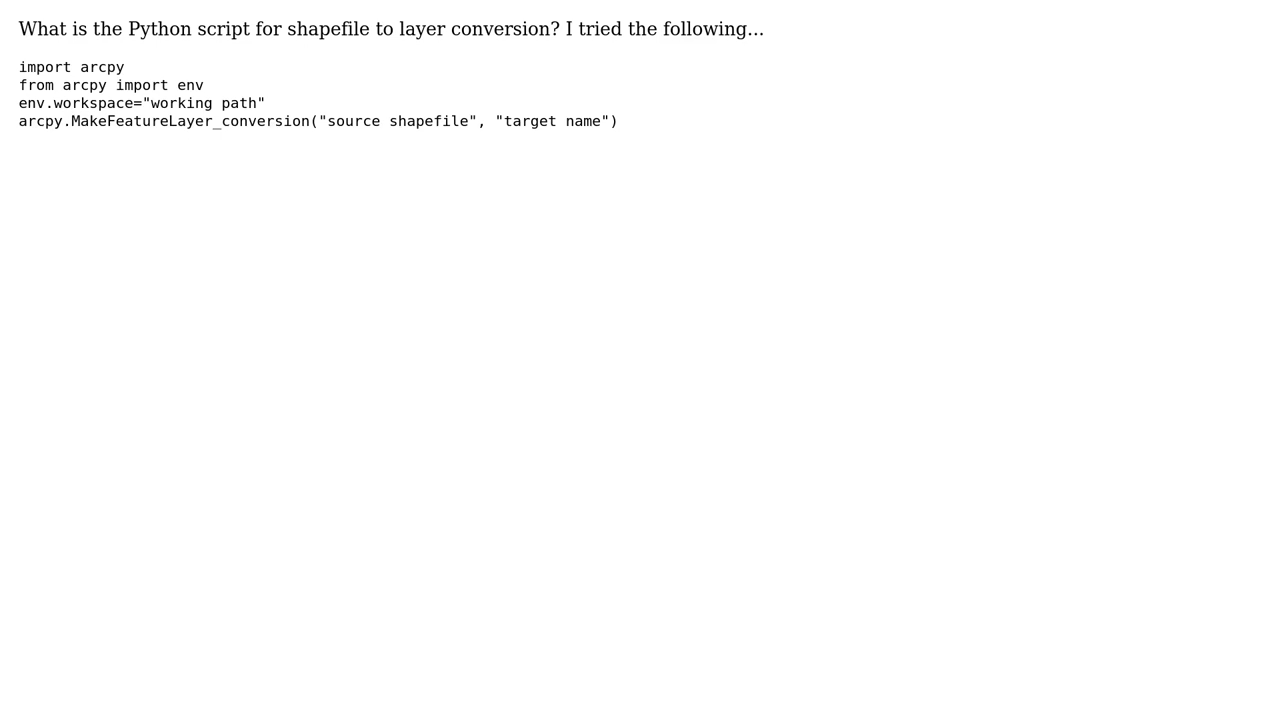 What is the Python script for shapefile to layer conversion? I tried the following...
import arcpy
from arcpy import env
env.workspace="working path"
arcpy.MakeFeatureLayer_conversion("source shapefile", "target name")